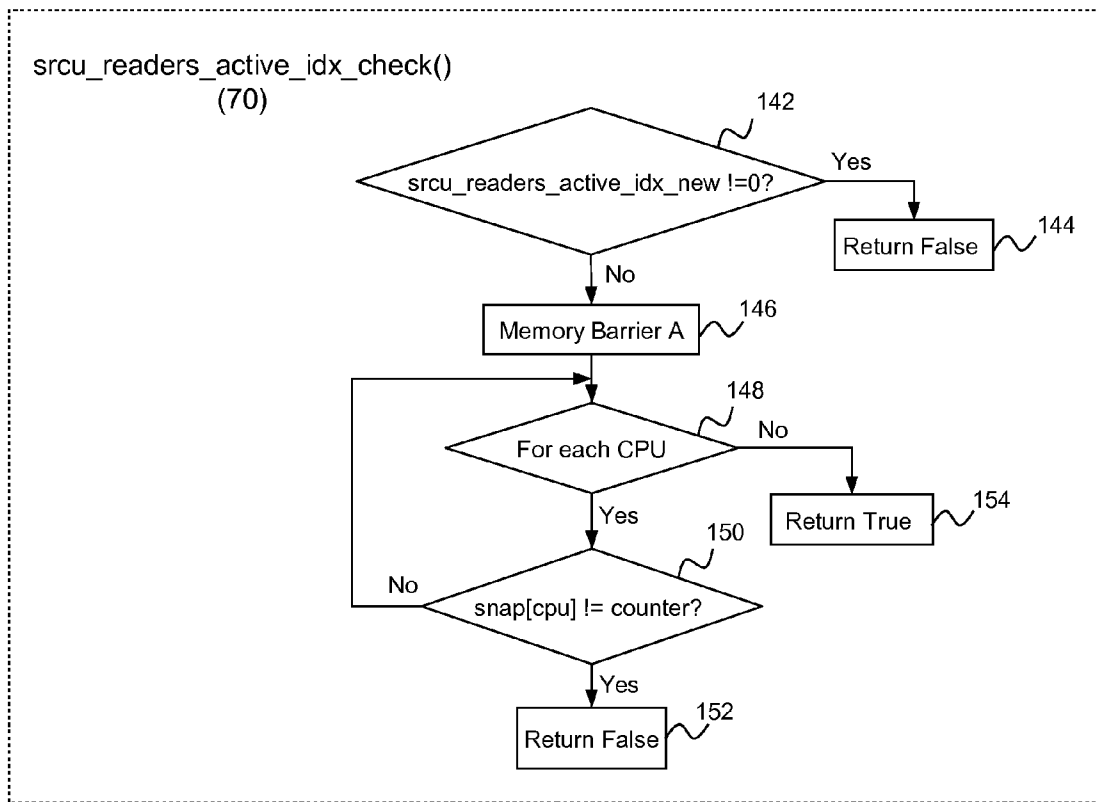 srcu_readers_active_idx_check()
(70)
142
srcu_readers_active_idx_new !=0?
Yes
144
Return False
No
146
Memory Barrier A
148
For each CPU
No
154
Return True
Yes
150
No
snap[cpu] != counter?
Yes
152
Return False